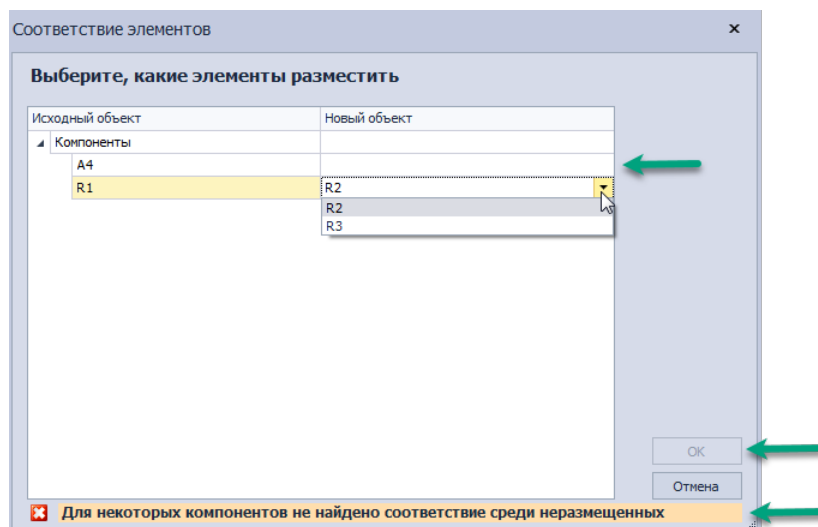 Соответствие элементов
Выберите, какие элементы разместить
Исходный объект Новый объект
Компоненты
A4
R1 R2
R2
R3
OK
Отмена
Для некоторых компонентов не найдено соответствие среди неразмещенных